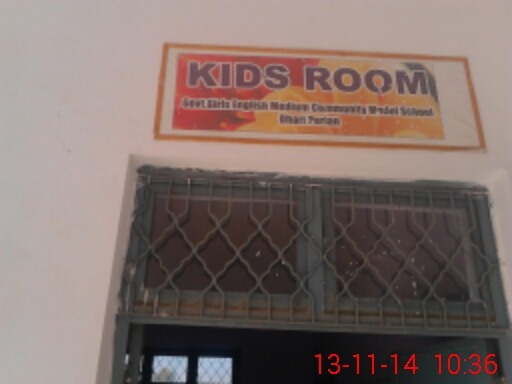 KIDS ROOM
Govt.Girls English Medium Community Model School
Dhari Purian
13-11-14 10:36